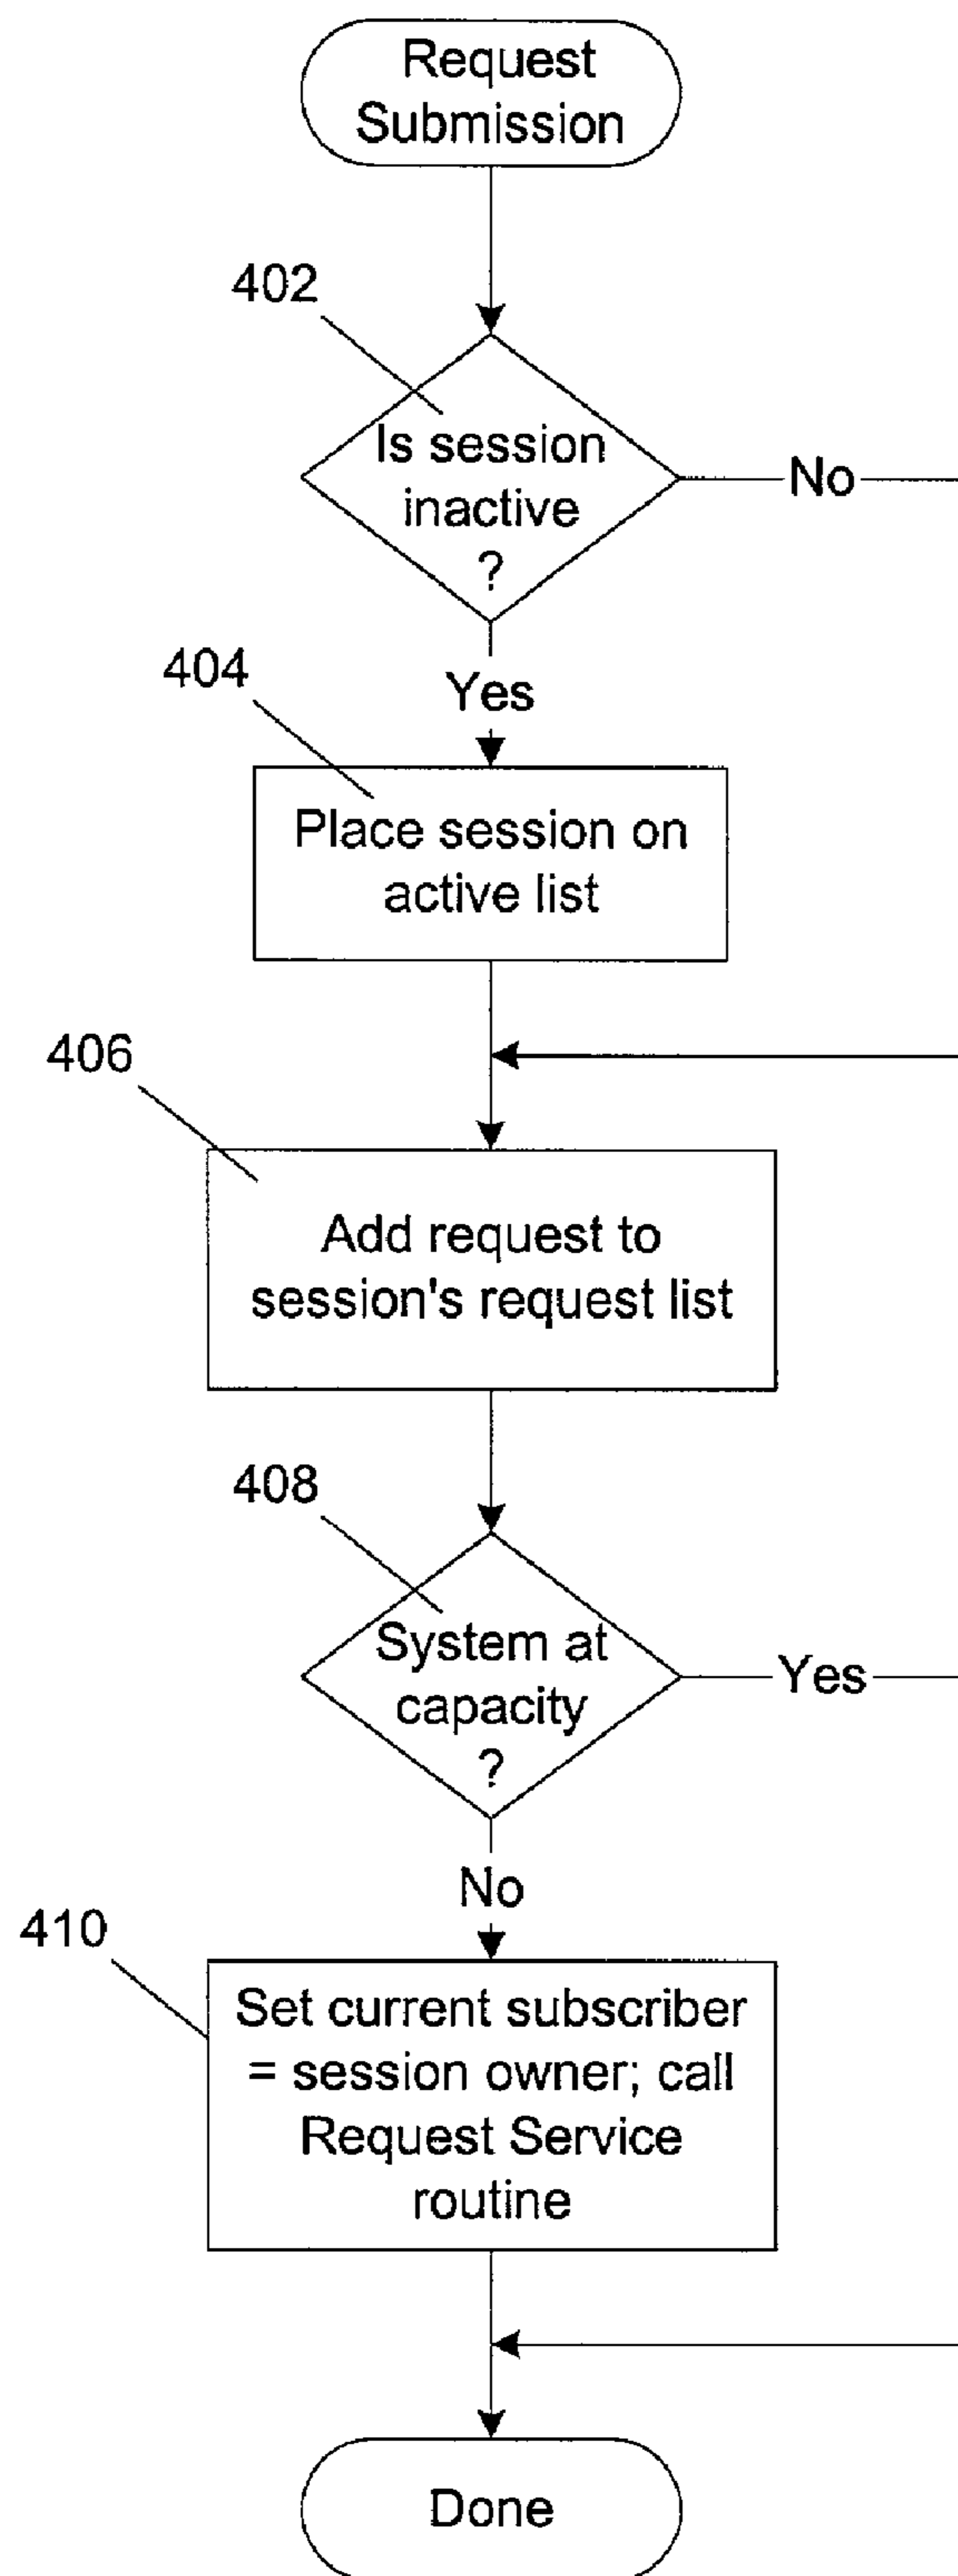 Request
Submission
402
Is session
inactive
?
No
404
Yes
Place session on
active list
406
Add request to
session's request list
408
System at
capacity
?
Yes
No
410
Set current subscriber
= session owner; call
Request Service
routine
Done